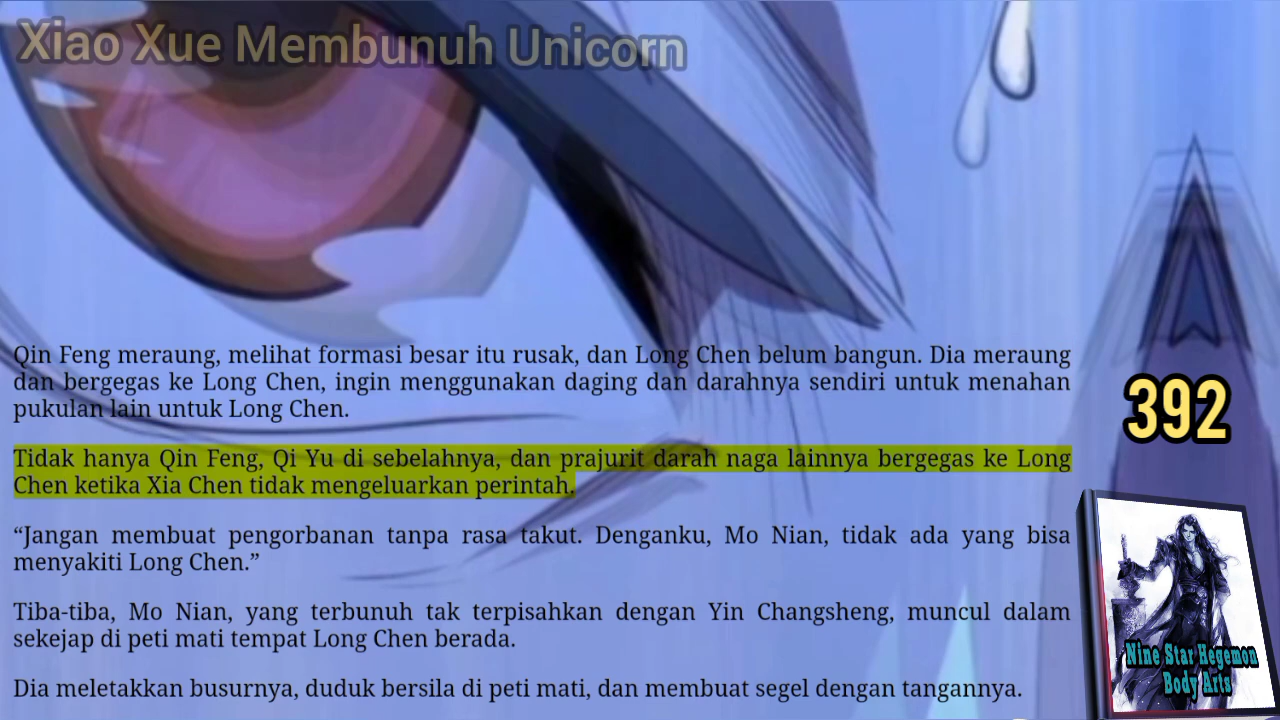 Xiao Xue Membunuh Unicorn
Qin Feng meraung, melihat formasi besar itu rusak, dan Long Chen belum bangun. Dia meraung
dan bergegas ke Long Chen, ingin menggunakan daging dan darahnya sendiri untuk menahan
pukulan lain untuk Long Chen.
Tidak hanya Qin Feng, Qi Yu di sebelahnya, dan prajurit darah naga lainnya bergegas ke Long
Chen ketika Xia Chen tidak mengeluarkan perintah.
“Jangan membuat pengorbanan tanpa rasa takut. Denganku, Mo Nian, tidak ada yang bisa
menyakiti Long Chen.”
Tiba-tiba, Mo Nian, yang terbunuh tak terpisahkan dengan Yin Changsheng, muncul dalam
sekejap di peti mati tempat Long Chen berada.
Dia meletakkan busurnya, duduk bersila di peti mati, dan membuat segel dengan tangannya.
392
Nine Star Hegemon
Body Arts